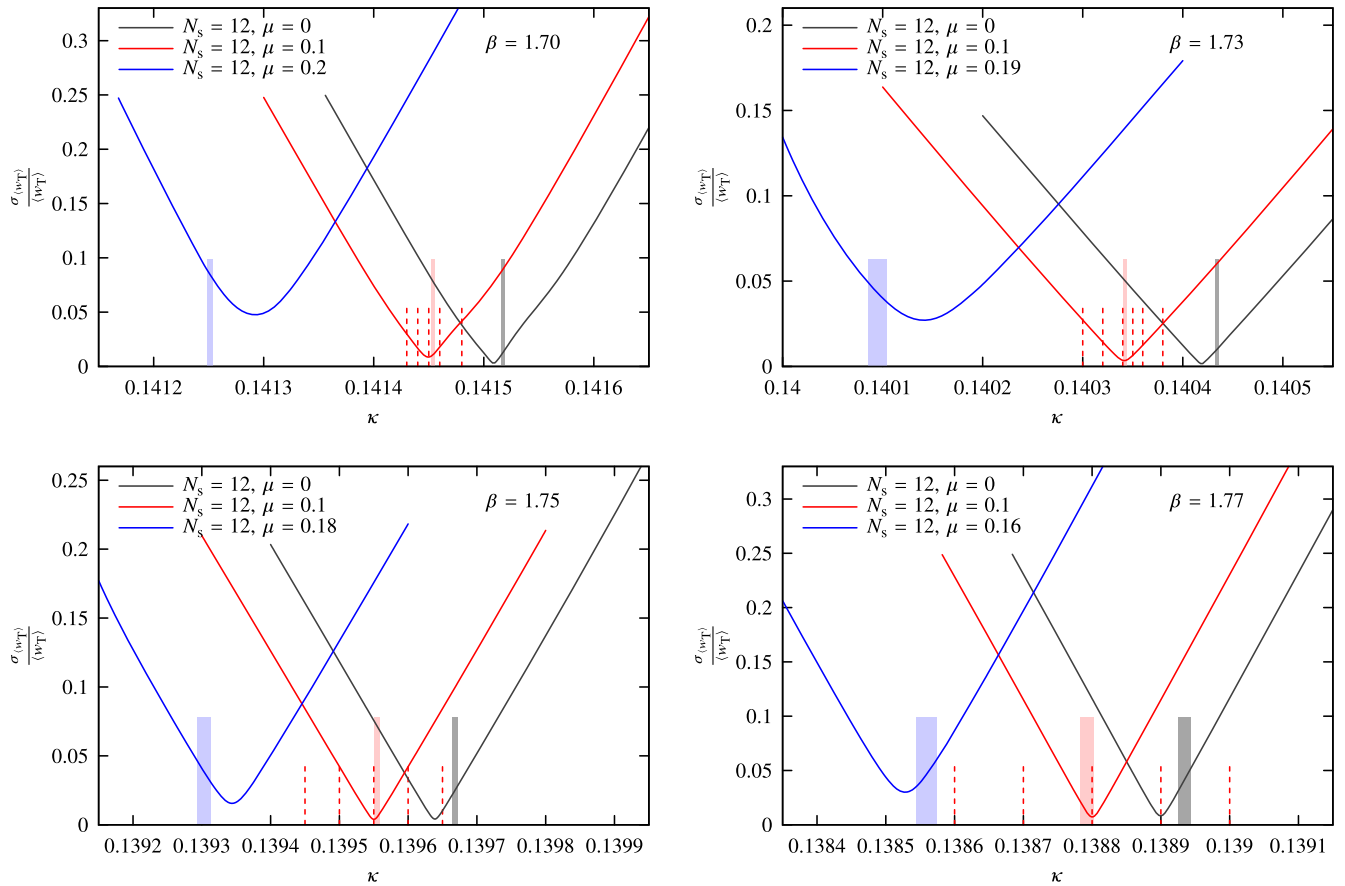 N_s = 12, μ = 0
N_s = 12, μ = 0.1
N_s = 12, μ = 0.2
β = 1.70
0.3
0.25
0.2
0.15
0.1
0.05
0
σ⟨w_T⟩
⟨w_T⟩
0.1412 0.1413 0.1414 0.1415 0.1416
κ
N_s = 12, μ = 0
N_s = 12, μ = 0.1
N_s = 12, μ = 0.19
β = 1.73
0.2
0.15
0.1
0.05
0
σ⟨w_T⟩
⟨w_T⟩
0.14 0.1401 0.1402 0.1403 0.1404 0.1405
κ
N_s = 12, μ = 0
N_s = 12, μ = 0.1
N_s = 12, μ = 0.18
β = 1.75
0.25
0.2
0.15
0.1
0.05
0
σ⟨w_T⟩
⟨w_T⟩
0.1392 0.1393 0.1394 0.1395 0.1396 0.1397 0.1398 0.1399
κ
N_s = 12, μ = 0
N_s = 12, μ = 0.1
N_s = 12, μ = 0.16
β = 1.77
0.3
0.25
0.2
0.15
0.1
0.05
0
σ⟨w_T⟩
⟨w_T⟩
0.1384 0.1385 0.1386 0.1387 0.1388 0.1389 0.139 0.1391
κ